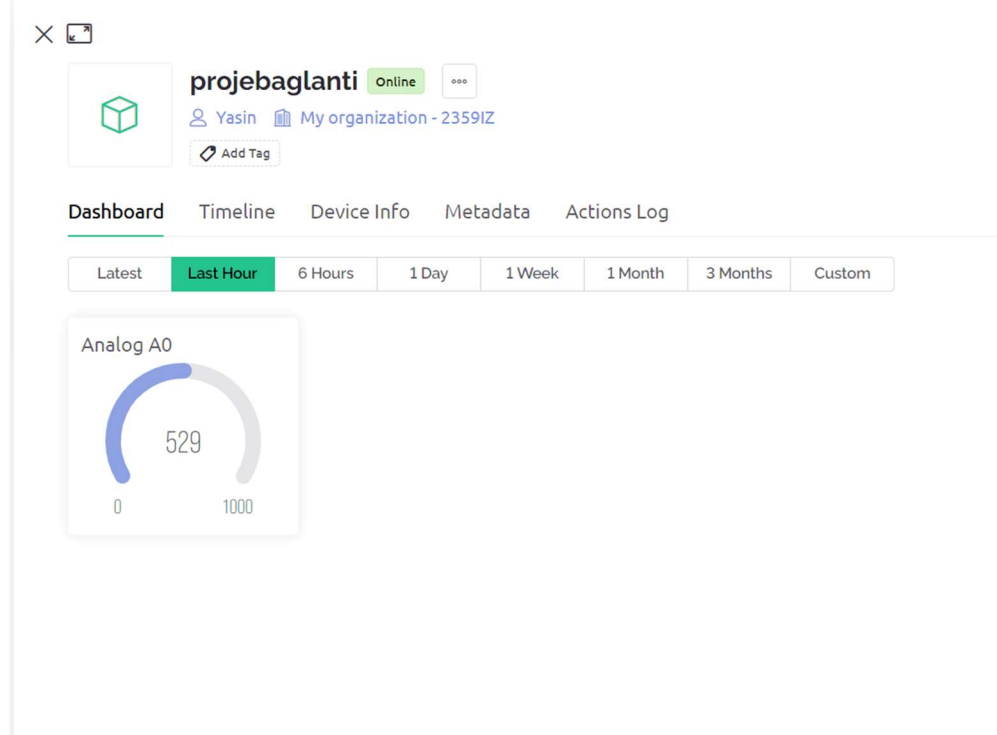 projebaglanti Online
Yasin My organization - 2359IZ
Add Tag
Dashboard Timeline Device Info Metadata Actions Log
Latest Last Hour 6 Hours 1 Day 1 Week 1 Month 3 Months Custom
Analog A0
529
0 1000